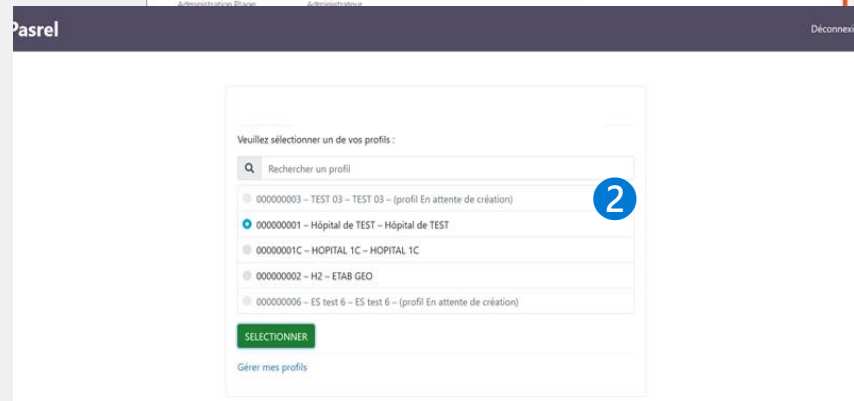 Administration Plage Administrateur
Pasrel
Déconnexi
Veuillez sélectionner un de vos profils :
Rechercher un profil
000000003 – TEST 03 – TEST 03 – (profil En attente de création)
2
000000001 – Hôpital de TEST – Hôpital de TEST
00000001C – HOPITAL 1C – HOPITAL 1C
000000002 – H2 – ETAB GEO
000000006 – ES test 6 – ES test 6 – (profil En attente de création)
SELECTIONNER
Gérer mes profils